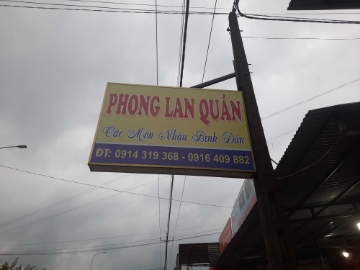 PHONG LAN QUÁN
Các Món Nhậu Bình Dân
ĐT: 0914 319 368 - 0916 409 882